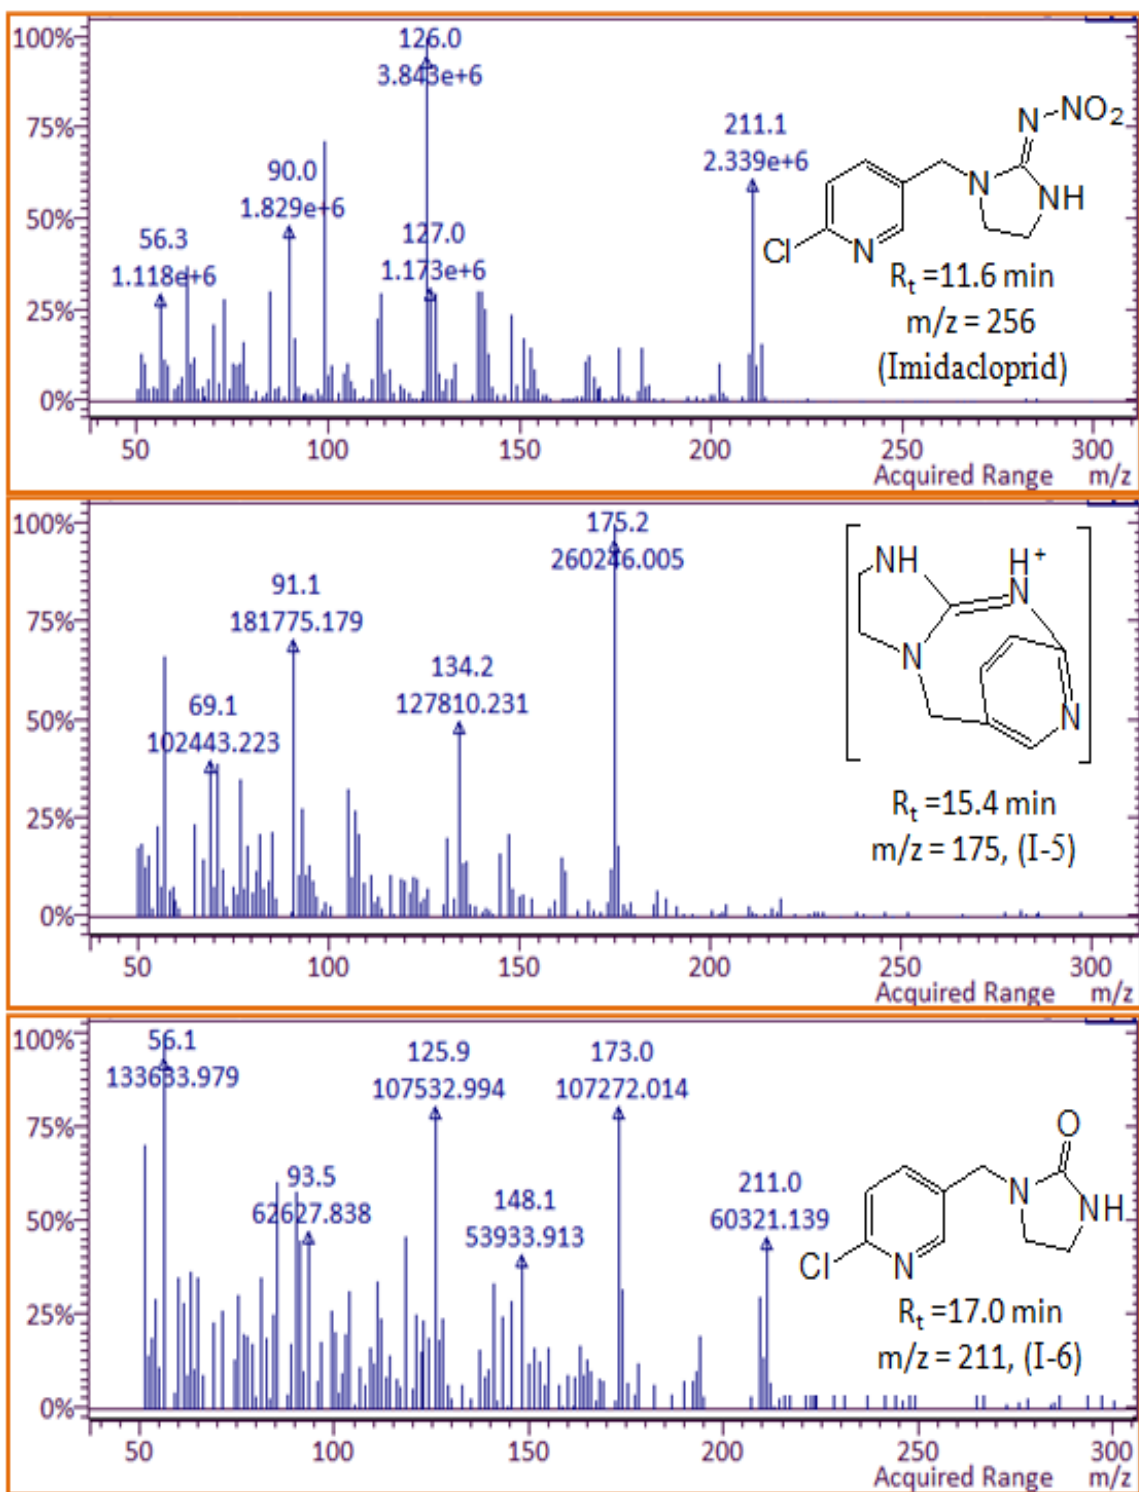 100%
75%
50%
25%
0%
126.0
3.843e+6
211.1
2.339e+6
90.0
1.829e+6
56.3
1.118e+6
127.0
1.173e+6
N
NO2
N
NH
Cl
N
Rt =11.6 min
m/z = 256
(Imidacloprid)
50 100 150 200 250 300
Acquired Range m/z
100%
75%
50%
25%
0%
175.2
260246.005
91.1
181775.179
134.2
127810.231
69.1
102443.223
NH
H+
N
N
N
Rt =15.4 min
m/z = 175, (I-5)
50 100 150 200 250 300
Acquired Range m/z
100%
75%
50%
25%
0%
56.1
133633.979
125.9
107532.994
173.0
107272.014
93.5
62627.838
148.1
53933.913
211.0
60321.139
O
N
NH
Cl
N
Rt =17.0 min
m/z = 211, (I-6)
50 100 150 200 250 300
Acquired Range m/z